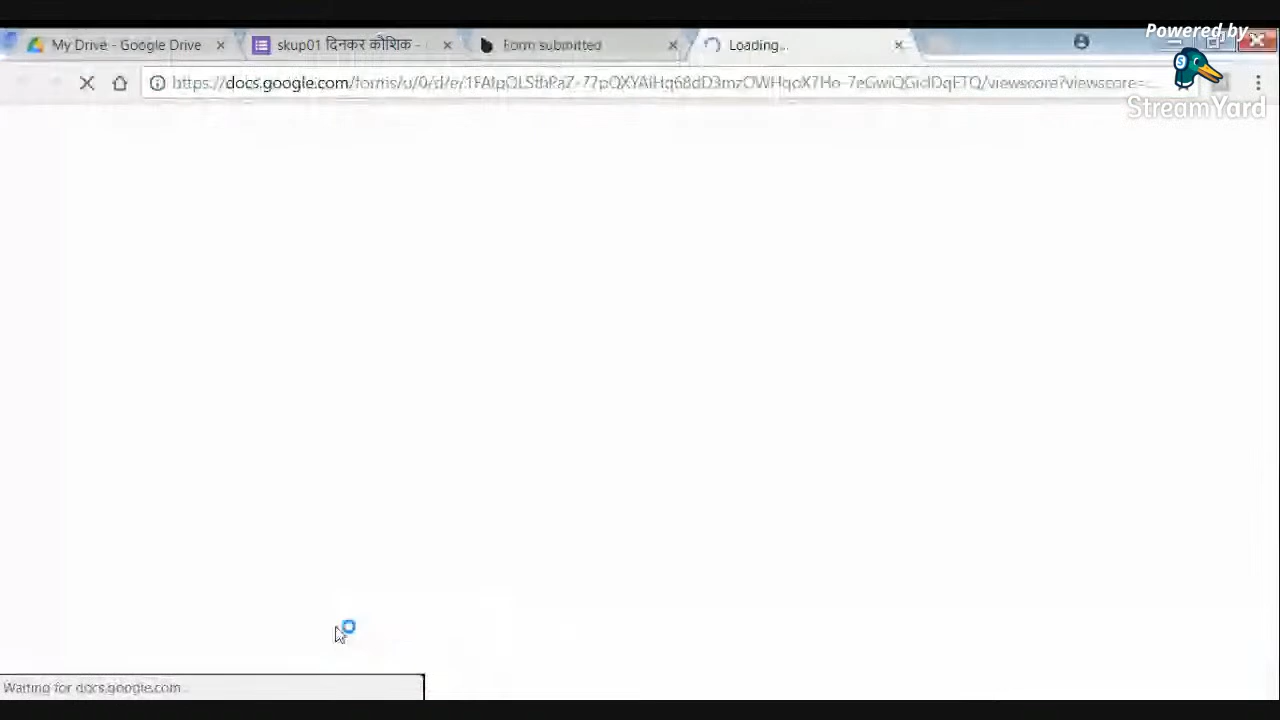 Powered by
My Drive - Google Drive
skup01 दिनकर कौशिक -
Form submitted
Loading...
StreamYard
Waiting for docs.google.com...